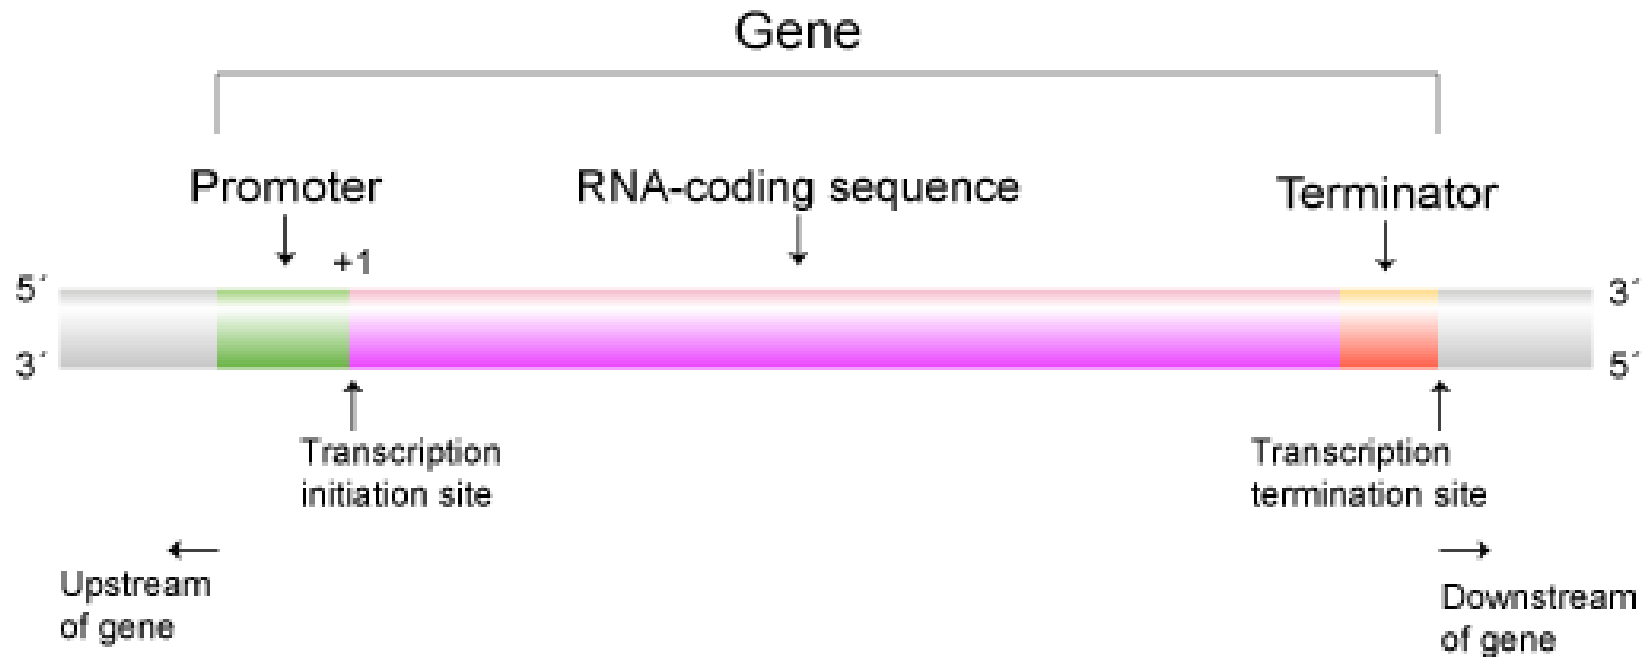 Gene
Promoter
RNA-coding sequence
Terminator
+1
5´
3´
3´
5´
Transcription
initiation site
Transcription
termination site
Upstream
of gene
Downstream
of gene